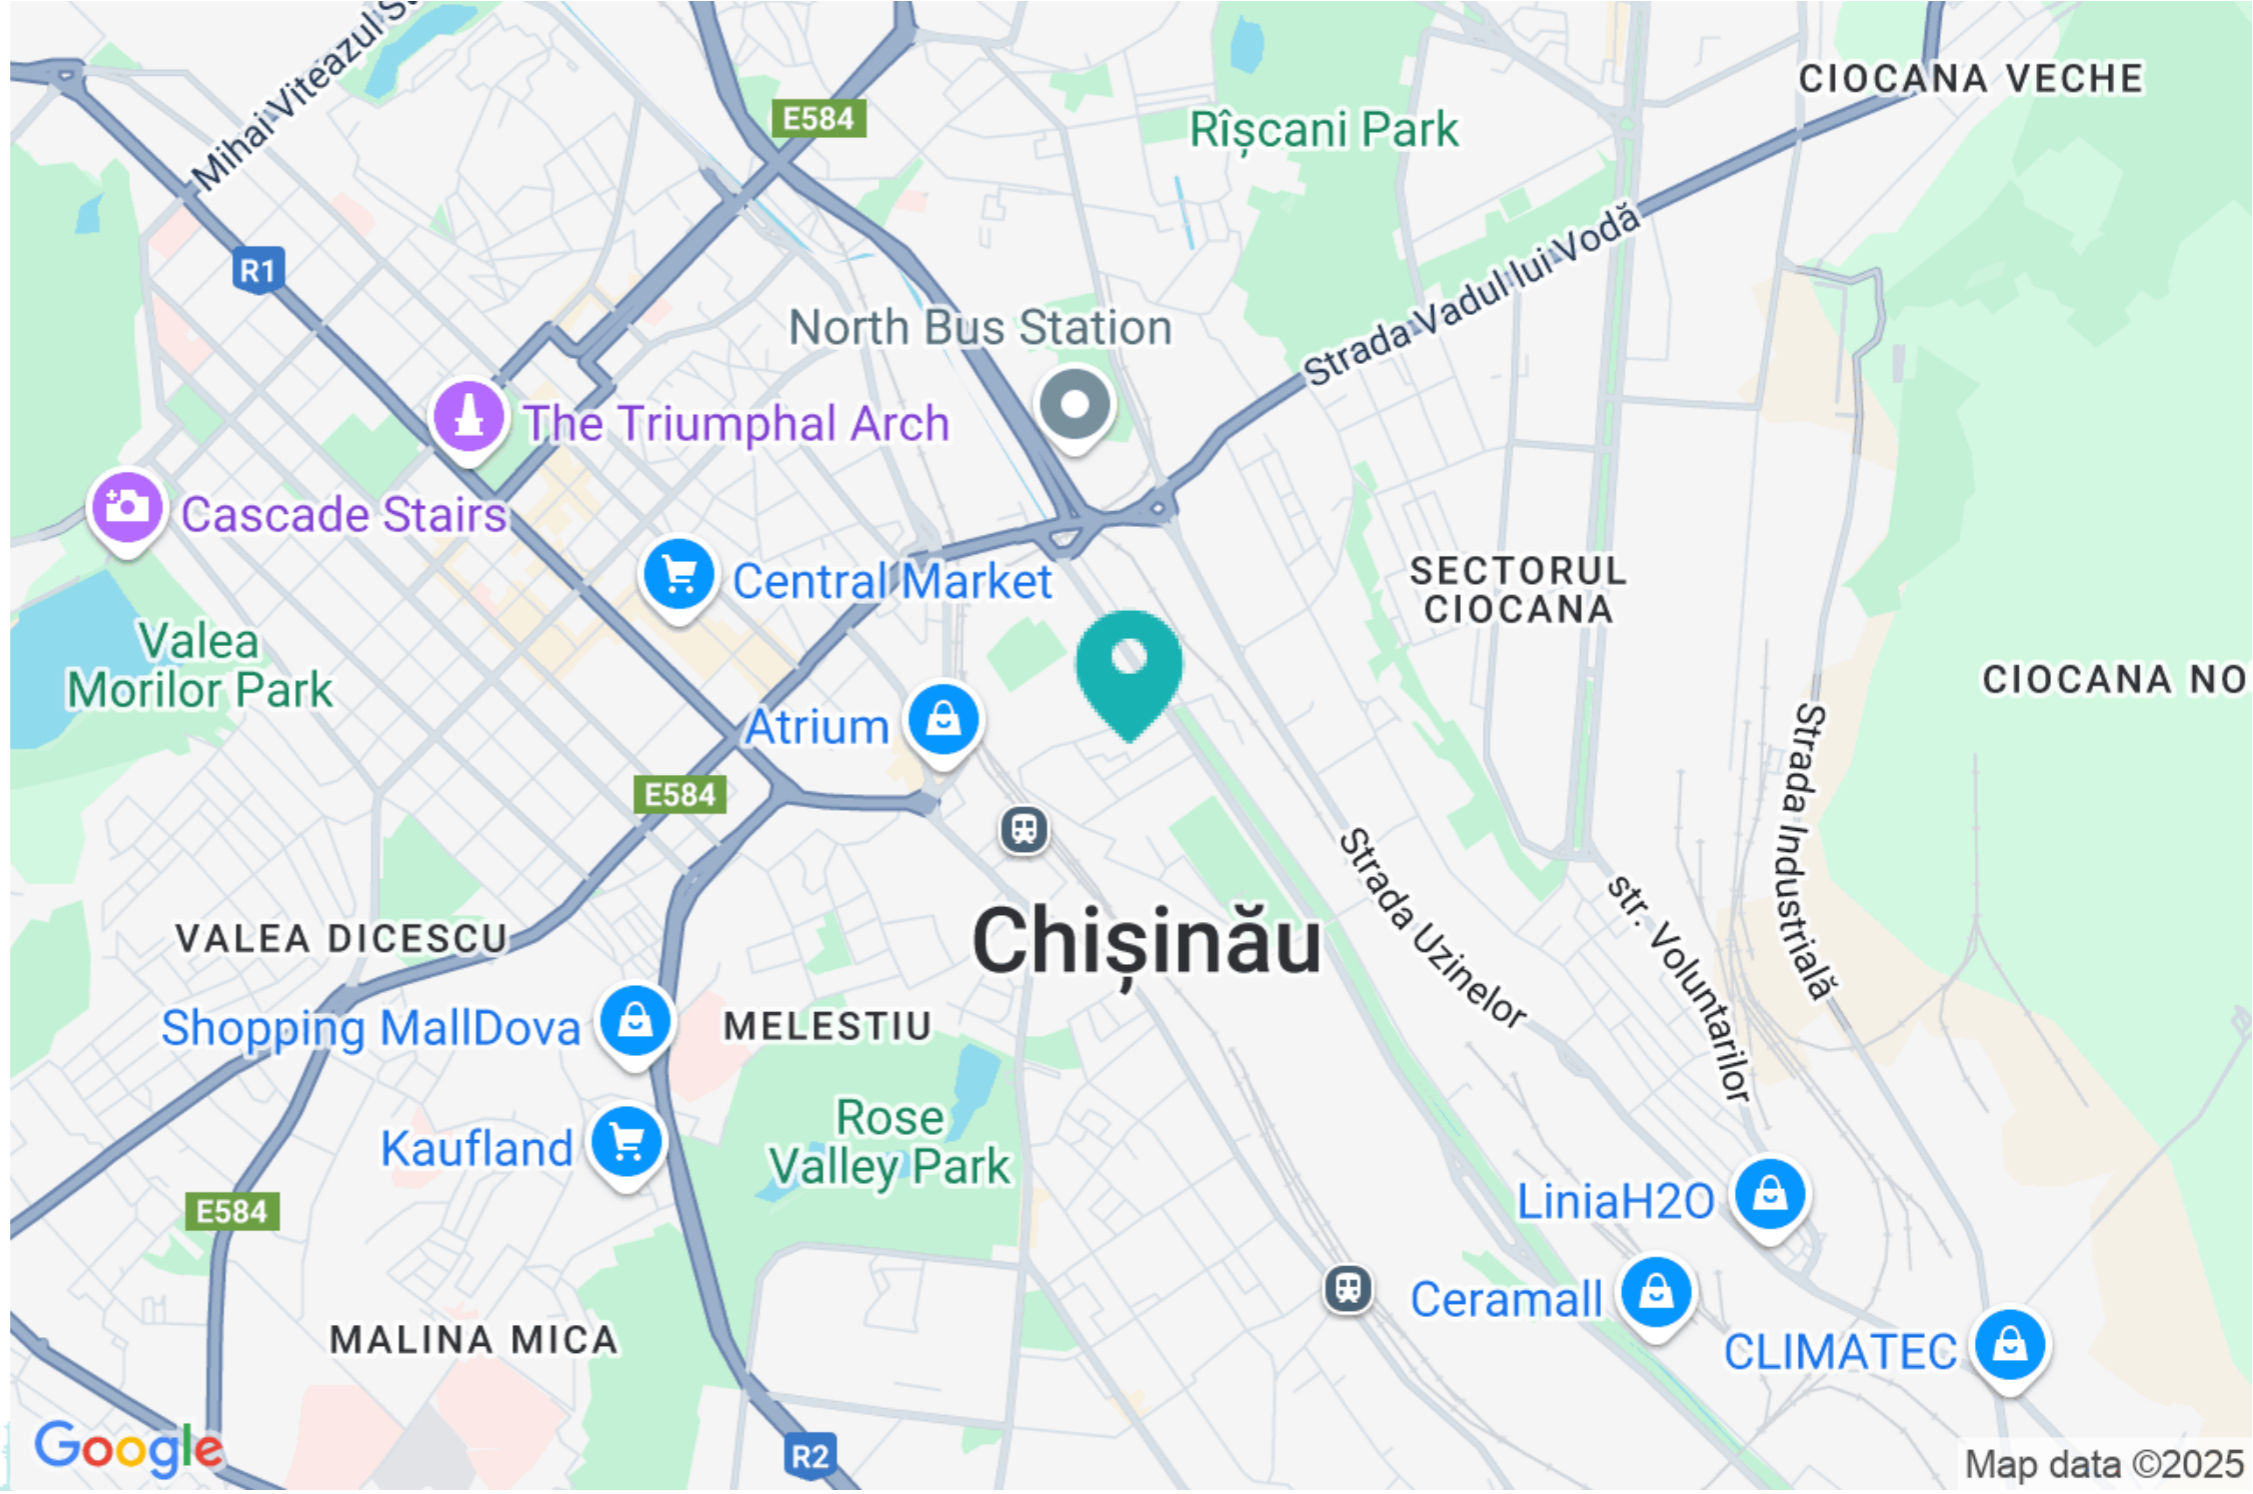 Mihai Viteazul S
CIOCANA VECHE
E584
Rîșcani Park
R1
Strada Vadul lui Vodă
North Bus Station
The Triumphal Arch
Cascade Stairs
Central Market
SECTORUL
CIOCANA
Valea
Morilor Park
CIOCANA NO
Atrium
E584
Strada Industrială
Strada Uzinelor
str. Voluntarilor
VALEA DICESCU
Chișinău
Shopping MallDova
MELESTIU
Rose
Valley Park
Kaufland
E584
LiniaH2O
Ceramall
MALINA MICA
CLIMATEC
Google
R2
Map data ©2025